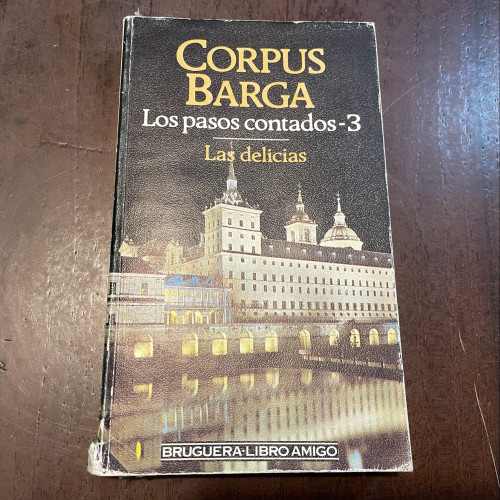 CORPUS
BARGA
Los pasos contados-3
Las delicias
BRUGUERA-LIBRO AMIGO